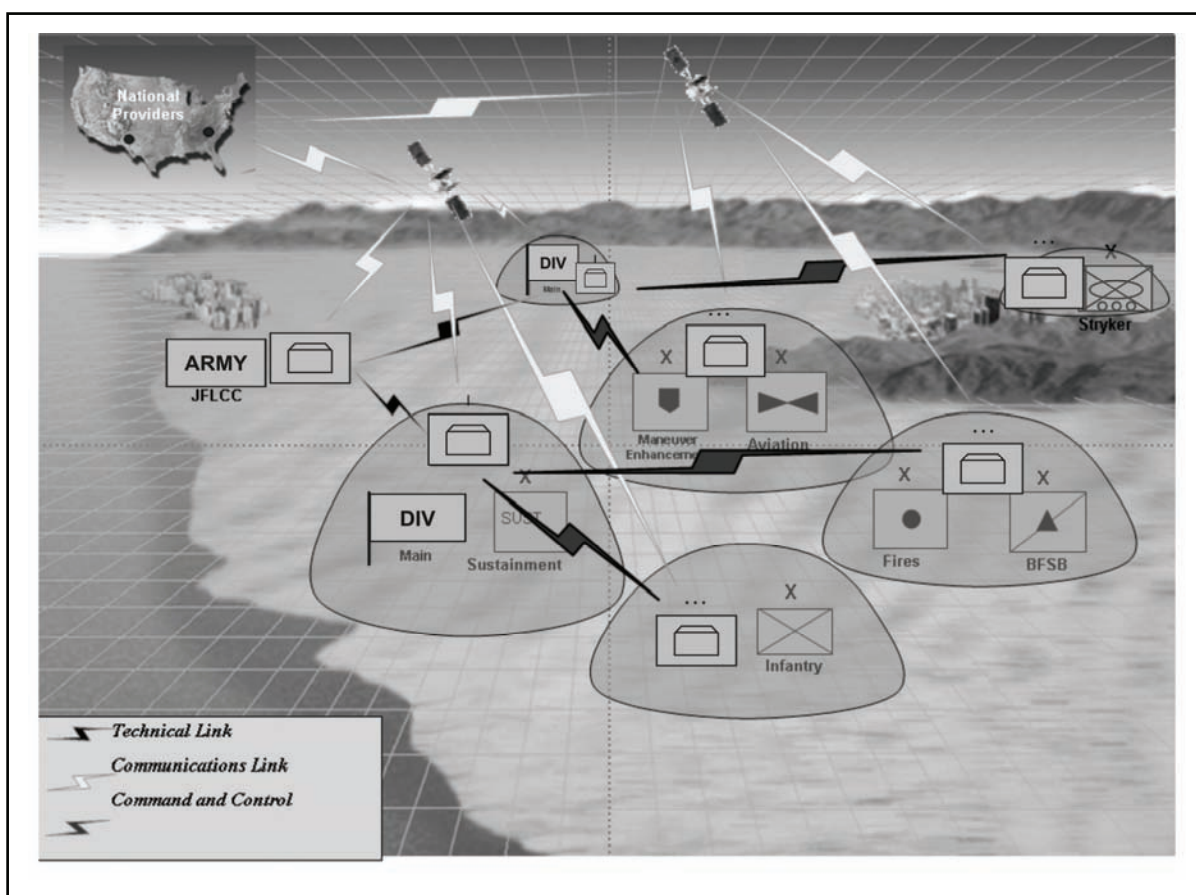 National
Providers
DIV
Main
...
X
Stryker
ARMY
JFLCC
...
X
X
Maneuver
Enhancemen
Aviation
...
X
X
Fires
BFSB
X
DIV
SUST
Main
Sustainment
...
X
Infantry
Technical Link
Communications Link
Command and Control